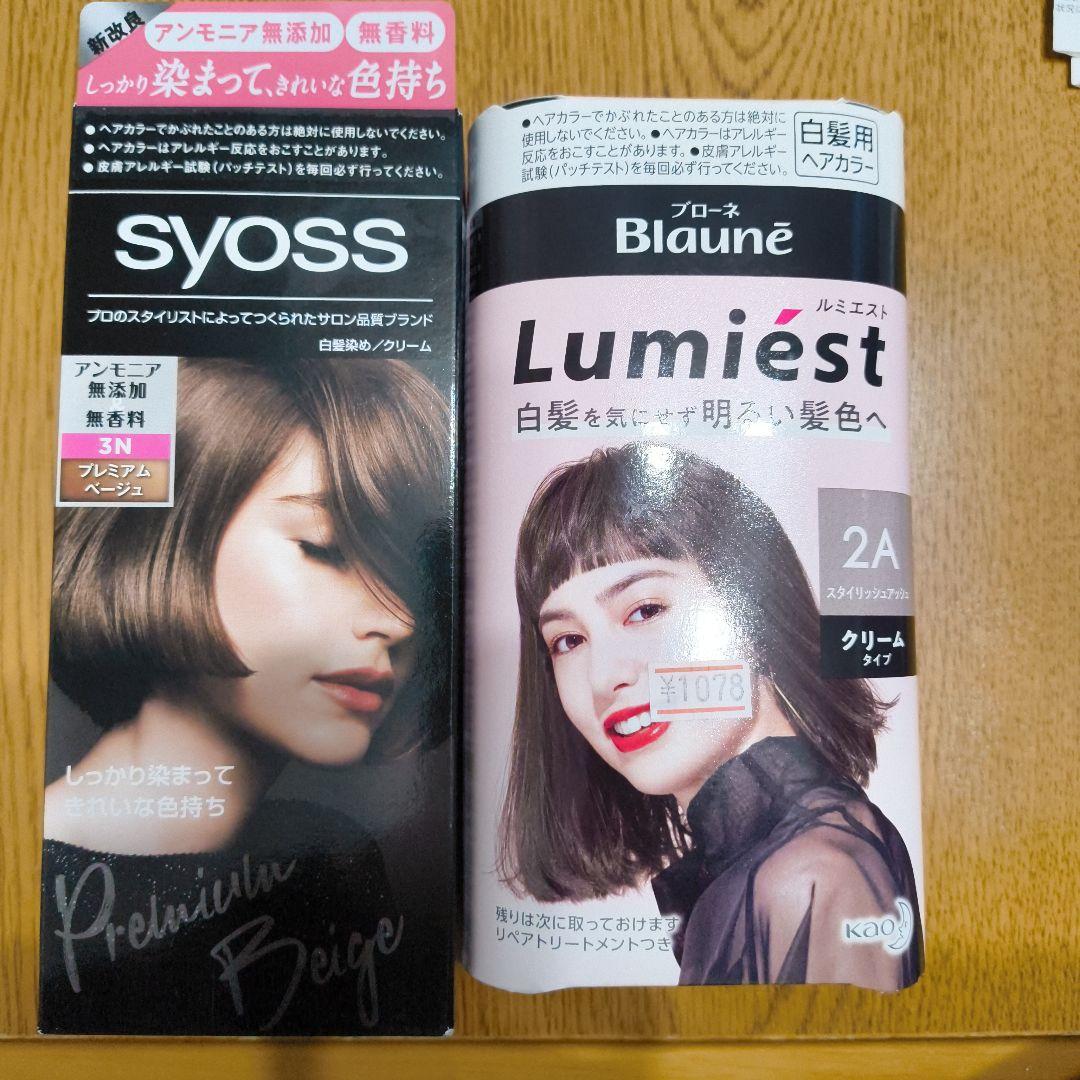 新改良
アンモニア無添加 無香料
しっかり染まって、きれいな色持ち
●ヘアカラーでかぶれたことのある方は絶対に使用しないでください。
●ヘアカラーはアレルギー反応をおこすことがあります。
●皮膚アレルギー試験(パッチテスト)を毎回必ず行ってください。
syoss
プロのスタイリストによってつくられたサロン品質ブランド
白髪染め/クリーム
アンモニア
無添加
無香料
3N
プレミアム
ベージュ
しっかり染まって
きれいな色持ち
Premium
Beige
●ヘアカラーでかぶれたことのある方は絶対に
使用しないでください。●ヘアカラーはアレルギー
反応をおこすことがあります。●皮膚アレルギー
試験(パッチテスト)を毎回必ず行ってください。
白髪用
ヘアカラー
ブローネ
Blaunē
ルミエスト
Lumiést
白髪を気にせず明るい髪色へ
2A
スタイリッシュアッシュ
クリーム
タイプ
¥1078
残りは次に取っておけます
リペアトリートメントつき
Kao